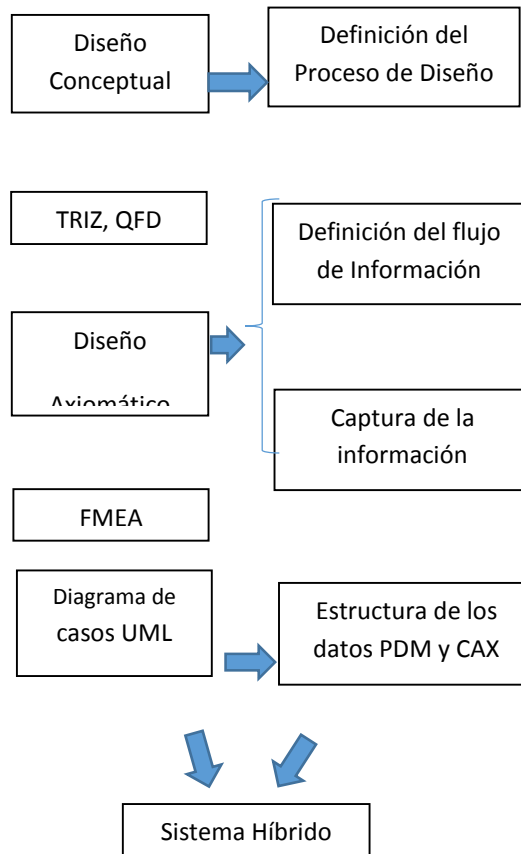 Diseño
Conceptual
Definición del
Proceso de Diseño
TRIZ, QFD
Definición del flujo
de Información
Diseño
Axiomático
Captura de la
información
FMEA
Diagrama de
casos UML
Estructura de los
datos PDM y CAX
Sistema Híbrido